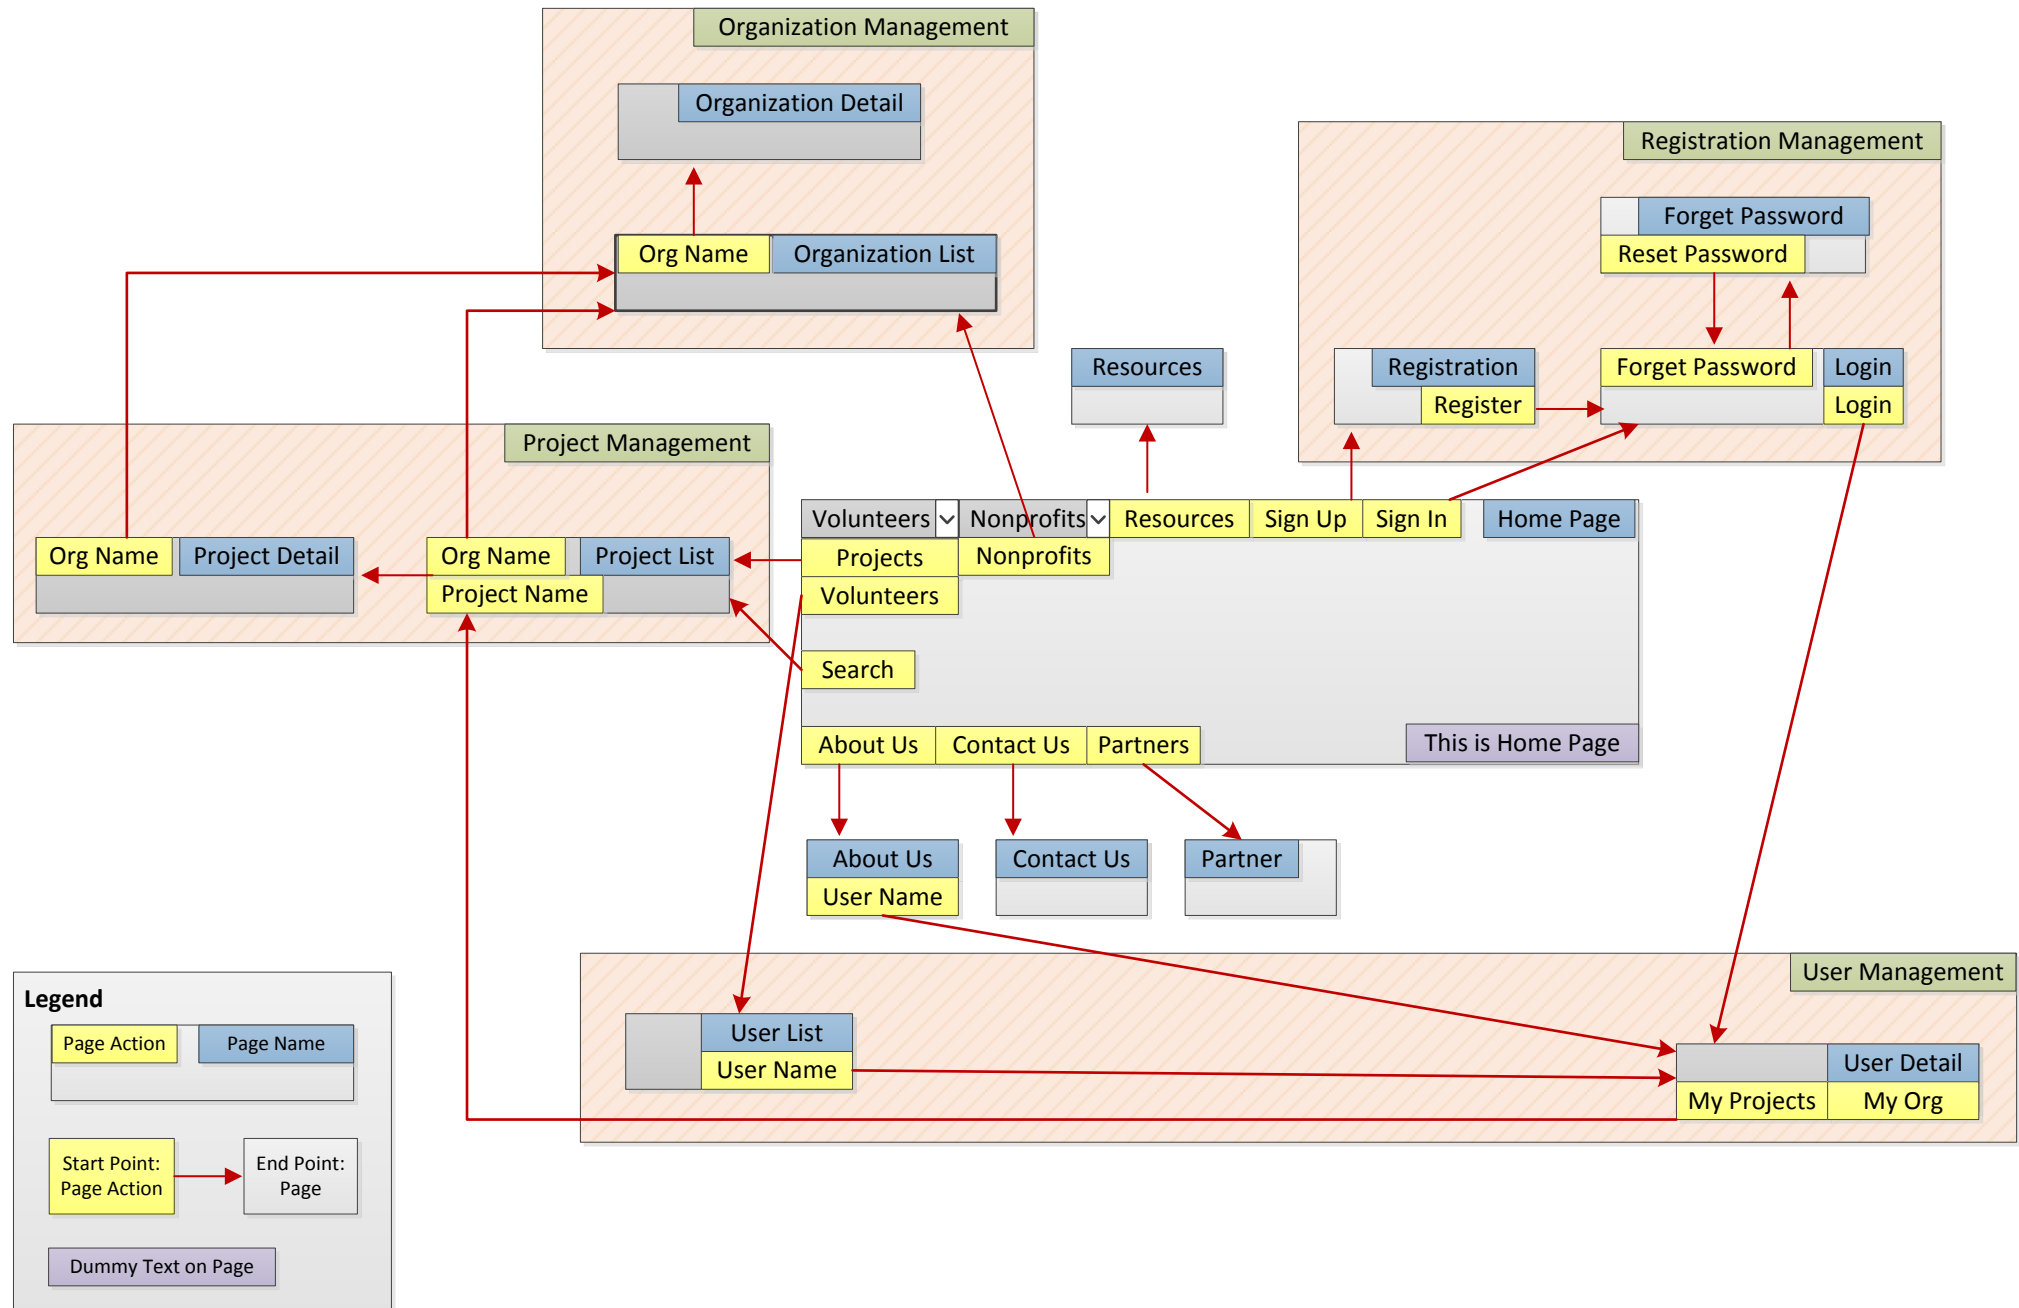 Organization Management
Organization Detail
Org Name
Organization List
Registration Management
Forget Password
Reset Password
Registration
Register
Forget Password
Login
Login
Resources
Project Management
Org Name
Project Detail
Org Name
Project List
Project Name
Volunteers
Nonprofits
Resources
Sign Up
Sign In
Home Page
Projects
Nonprofits
Volunteers
Search
About Us
Contact Us
Partners
This is Home Page
About Us
User Name
Contact Us
Partner
User Management
User List
User Name
User Detail
My Projects
My Org
Legend
Page Action
Page Name
Start Point:
Page Action
End Point:
Page
Dummy Text on Page